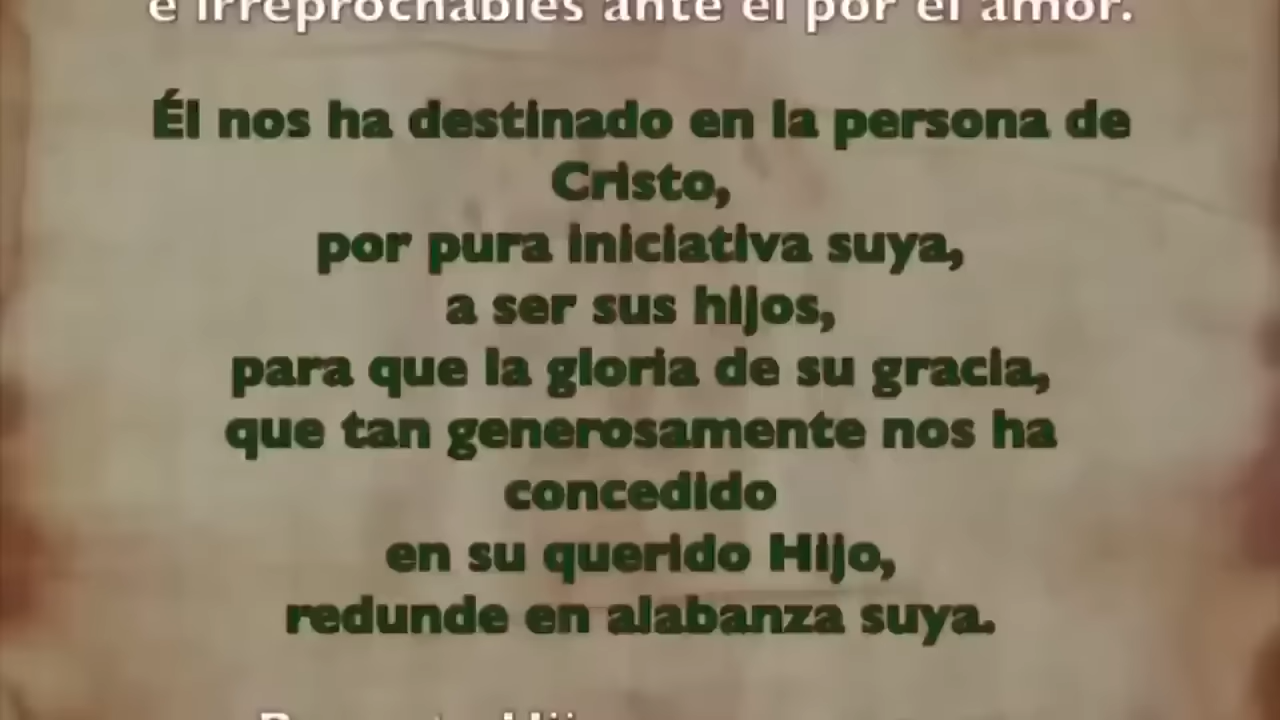 e irreprochables ante él por el amor.
Él nos ha destinado en la persona de
Cristo,
por pura iniciativa suya,
a ser sus hijos,
para que la gloria de su gracia,
que tan generosamente nos ha
concedido
en su querido Hijo,
redunde en alabanza suya.